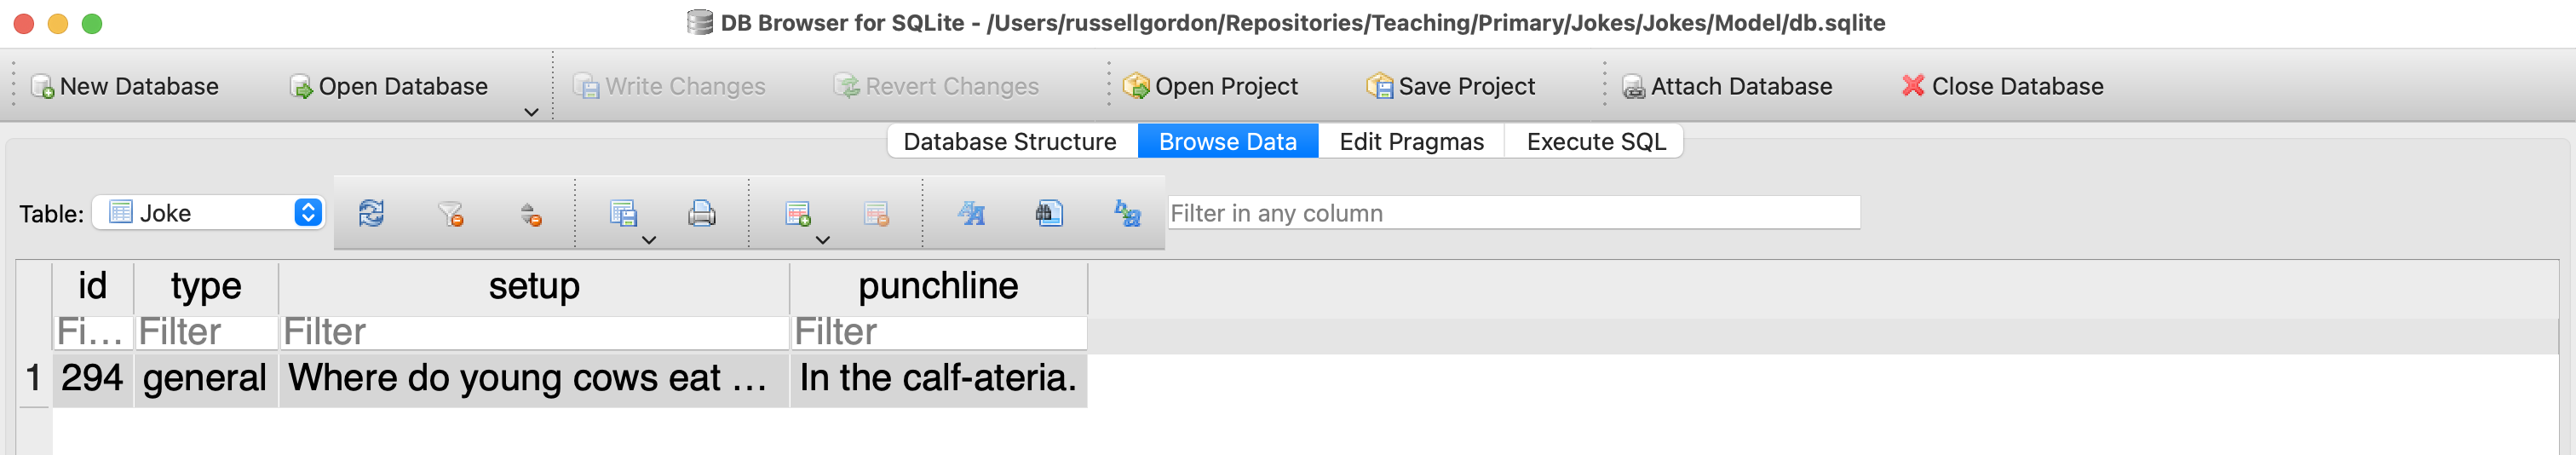 DB Browser for SQLite - /Users/russellgordon/Repositories/Teaching/Primary/Jokes/Jokes/Model/db.sqlite
New Database Open Database Write Changes Revert Changes Open Project Save Project Attach Database Close Database
Database Structure Browse Data Edit Pragmas Execute SQL
Table: Joke Filter in any column
id type setup punchline
Fi... Filter Filter Filter
1 294 general Where do young cows eat ... In the calf-ateria.